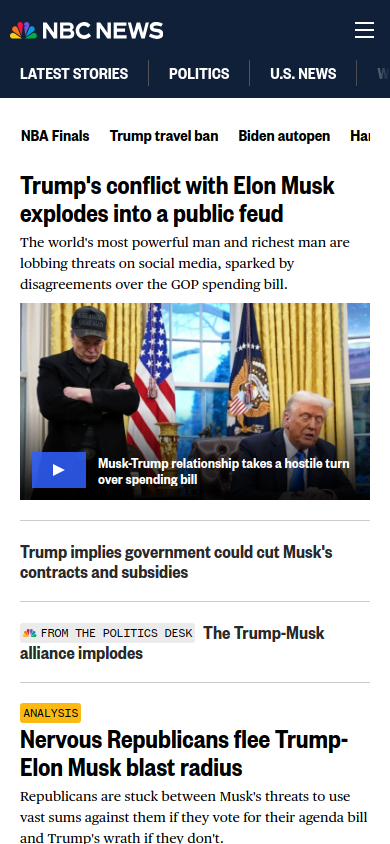 NBC NEWS
LATEST STORIES
POLITICS
U.S. NEWS
NBA Finals
Trump travel ban
Biden autopen
Trump's conflict with Elon Musk
explodes into a public feud
The world's most powerful man and richest man are
lobbing threats on social media, sparked by
disagreements over the GOP spending bill.
Musk-Trump relationship takes a hostile turn
over spending bill
Trump implies government could cut Musk's
contracts and subsidies
FROM THE POLITICS DESK The Trump-Musk
alliance implodes
ANALYSIS
Nervous Republicans flee Trump-
Elon Musk blast radius
Republicans are stuck between Musk's threats to use
vast sums against them if they vote for their agenda bill
and Trump's wrath if they don't.